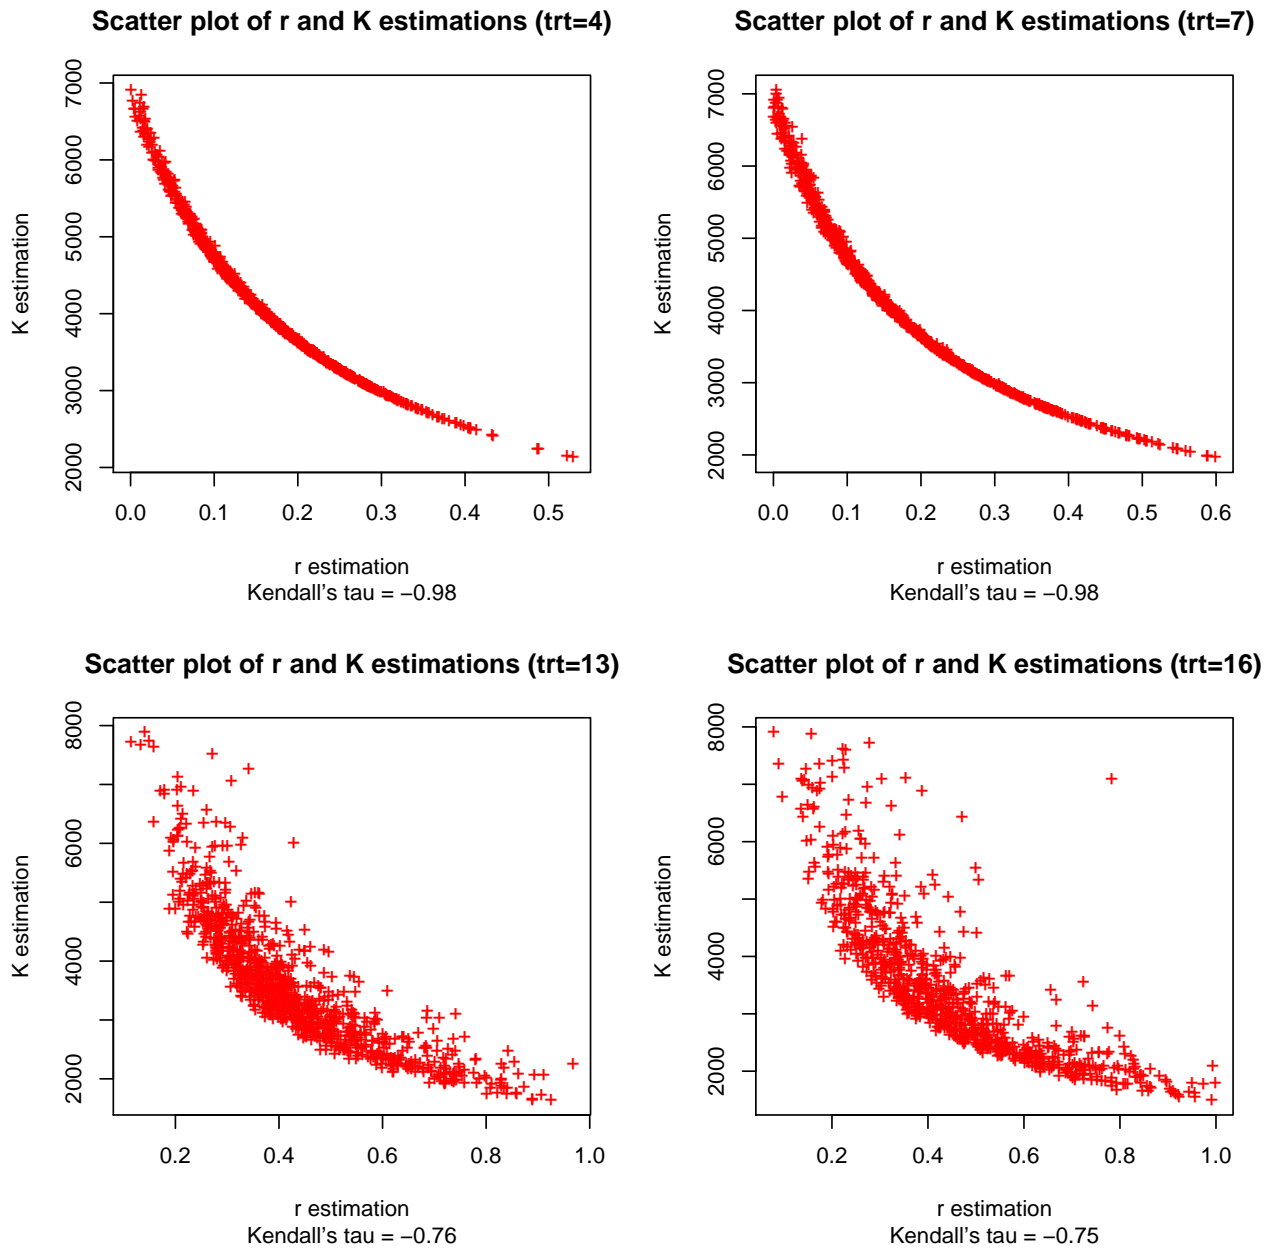 Scatter plot of r and K estimations (trt=4)
K estimation
7000
6000
5000
4000
3000
2000
0.0 0.1 0.2 0.3 0.4 0.5
r estimation
Kendall's tau = −0.98
Scatter plot of r and K estimations (trt=7)
K estimation
7000
6000
5000
4000
3000
2000
0.0 0.1 0.2 0.3 0.4 0.5 0.6
r estimation
Kendall's tau = −0.98
Scatter plot of r and K estimations (trt=13)
K estimation
8000
6000
4000
2000
0.2 0.4 0.6 0.8 1.0
r estimation
Kendall's tau = −0.76
Scatter plot of r and K estimations (trt=16)
K estimation
8000
6000
4000
2000
0.2 0.4 0.6 0.8 1.0
r estimation
Kendall's tau = −0.75